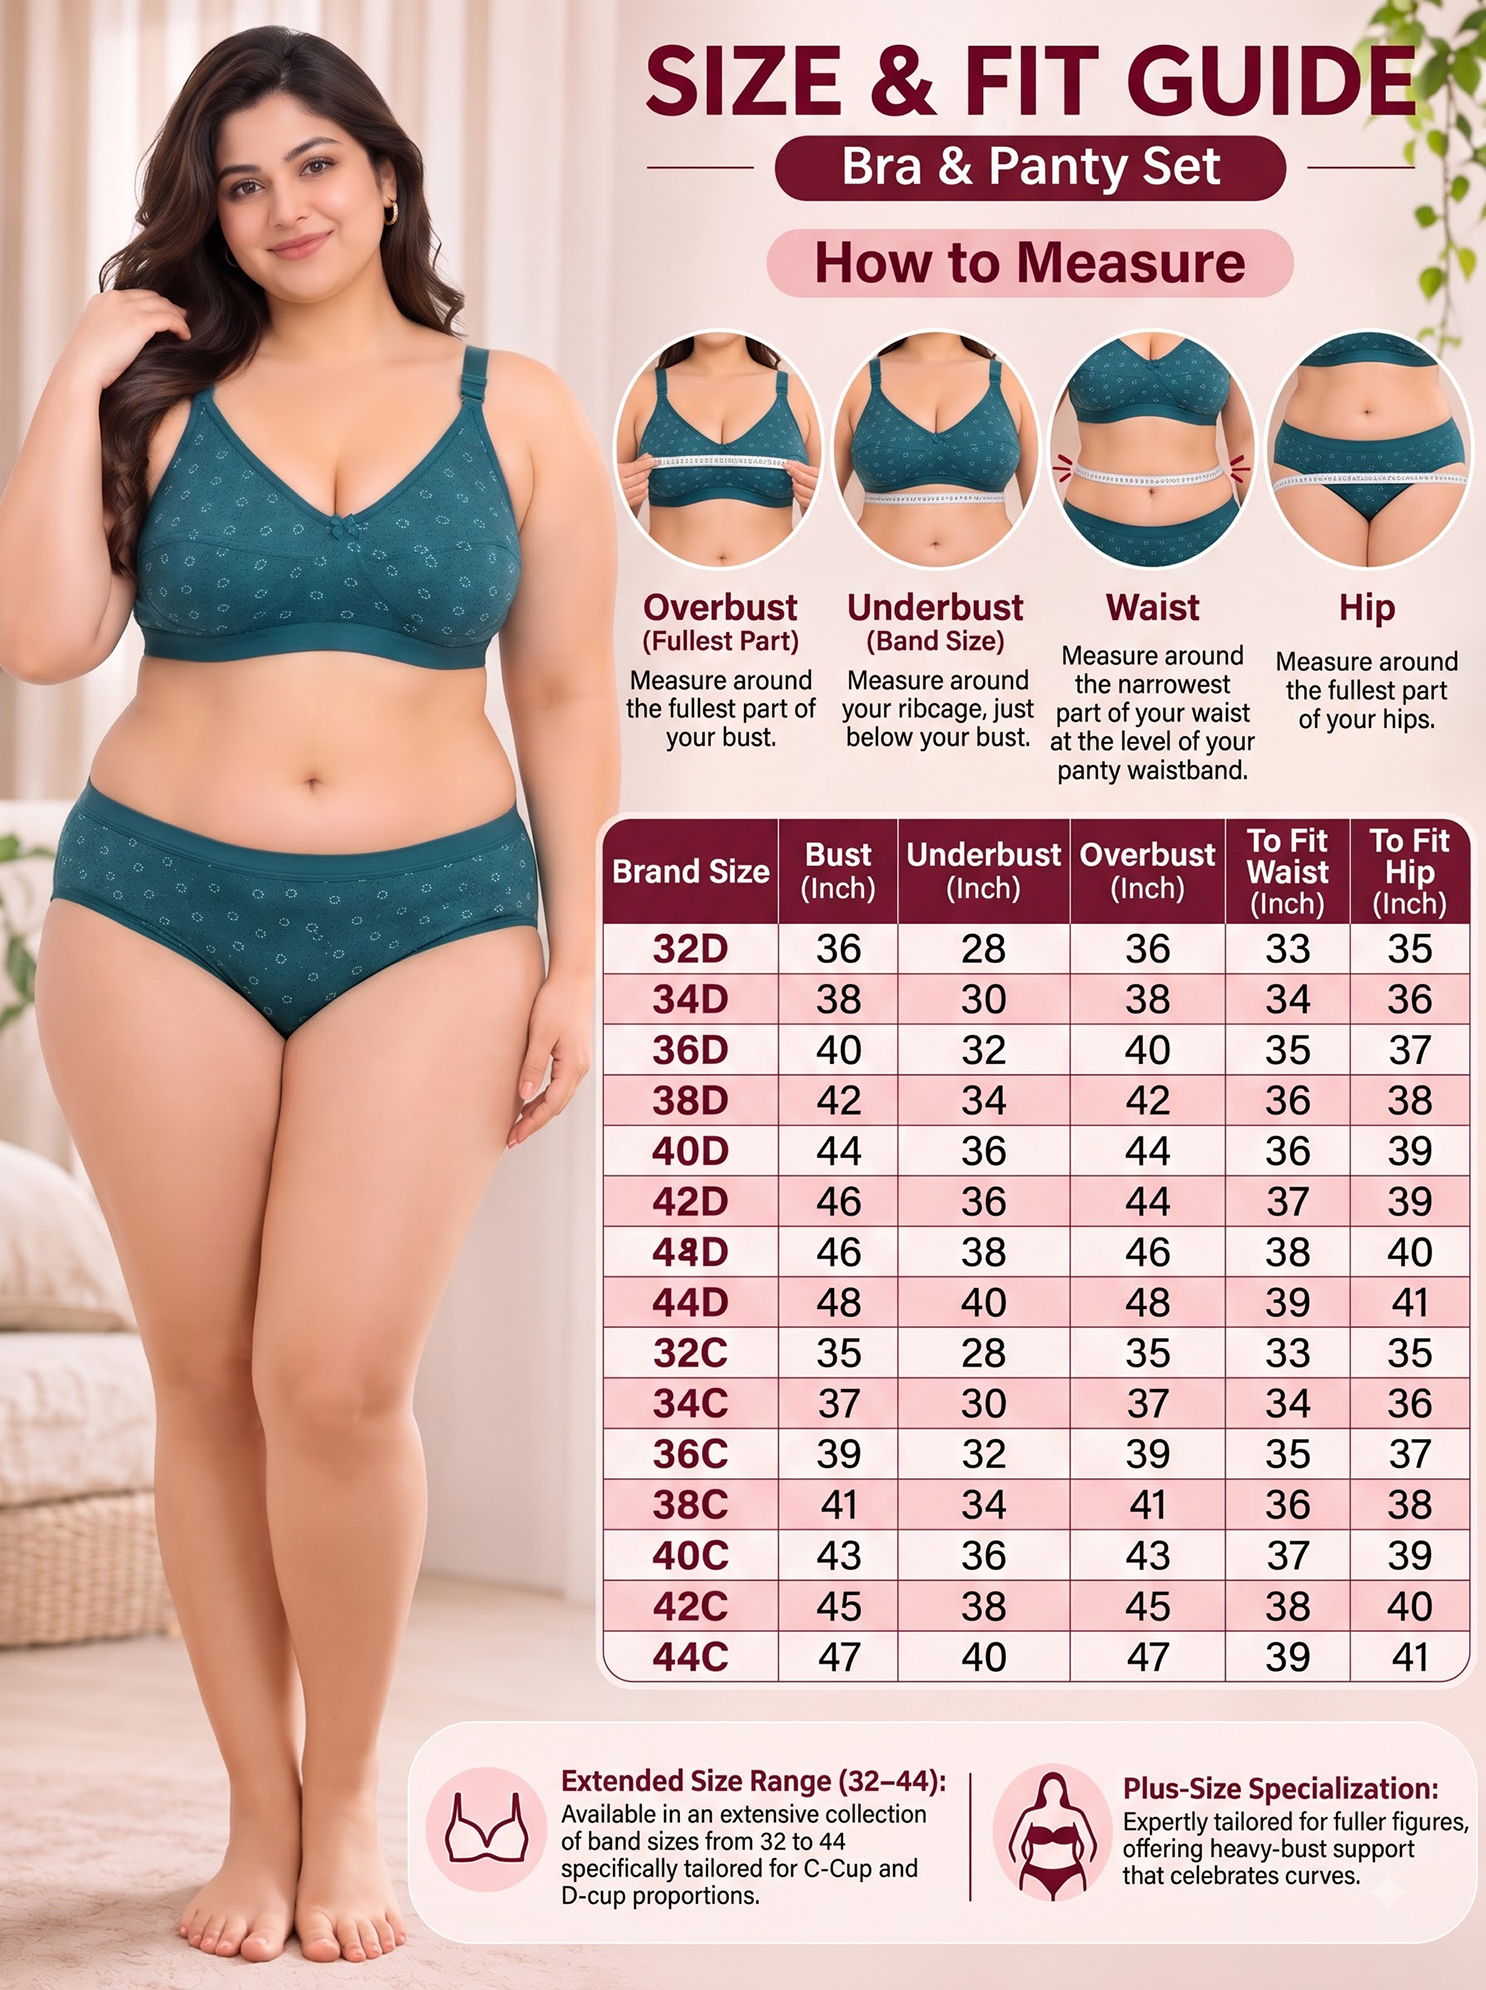 SIZE & FIT GUIDE
Bra & Panty Set
How to Measure
Overbust
(Fullest Part)
Measure around
the fullest part of
your bust.
Underbust
(Band Size)
Measure around
your ribcage, just
below your bust.
Waist
Measure around
the narrowest
part of your waist
at the level of your
panty waistband.
Hip
Measure around
the fullest part
of your hips.
Brand Size Bust (Inch) Underbust (Inch) Overbust (Inch) To Fit Waist (Inch) To Fit Hip (Inch)
32D 36 28 36 33 35
34D 38 30 38 34 36
36D 40 32 40 35 37
38D 42 34 42 36 38
40D 44 36 44 36 39
42D 46 36 44 37 39
46 38 46 38 40
44D 48 40 48 39 41
32C 35 28 35 33 35
34C 37 30 37 34 36
36C 39 32 39 35 37
38C 41 34 41 36 38
40C 43 36 43 37 39
42C 45 38 45 38 40
44C 47 40 47 39 41
Extended Size Range (32–44):
Available in an extensive collection
of band sizes from 32 to 44
specifically tailored for C-Cup and
D-cup proportions.
Plus-Size Specialization:
Expertly tailored for fuller figures,
offering heavy-bust support
that celebrates curves.